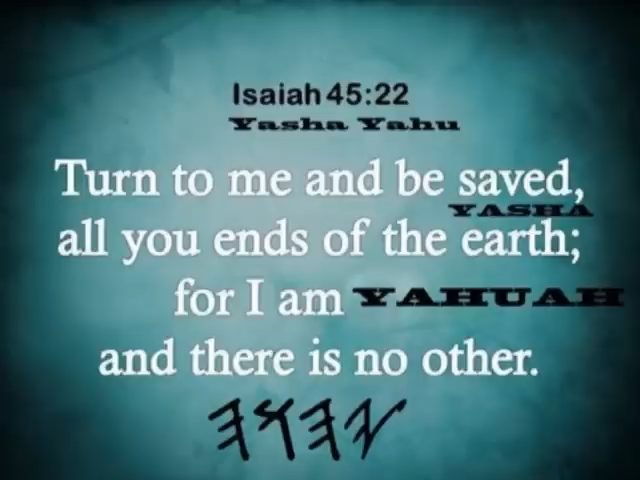 Isaiah 45:22
Yasha Yahu
Turn to me and be saved,
YASHA
all you ends of the earth;
for I am YAHUAH
and there is no other.
𐤉𐤄𐤅𐤄